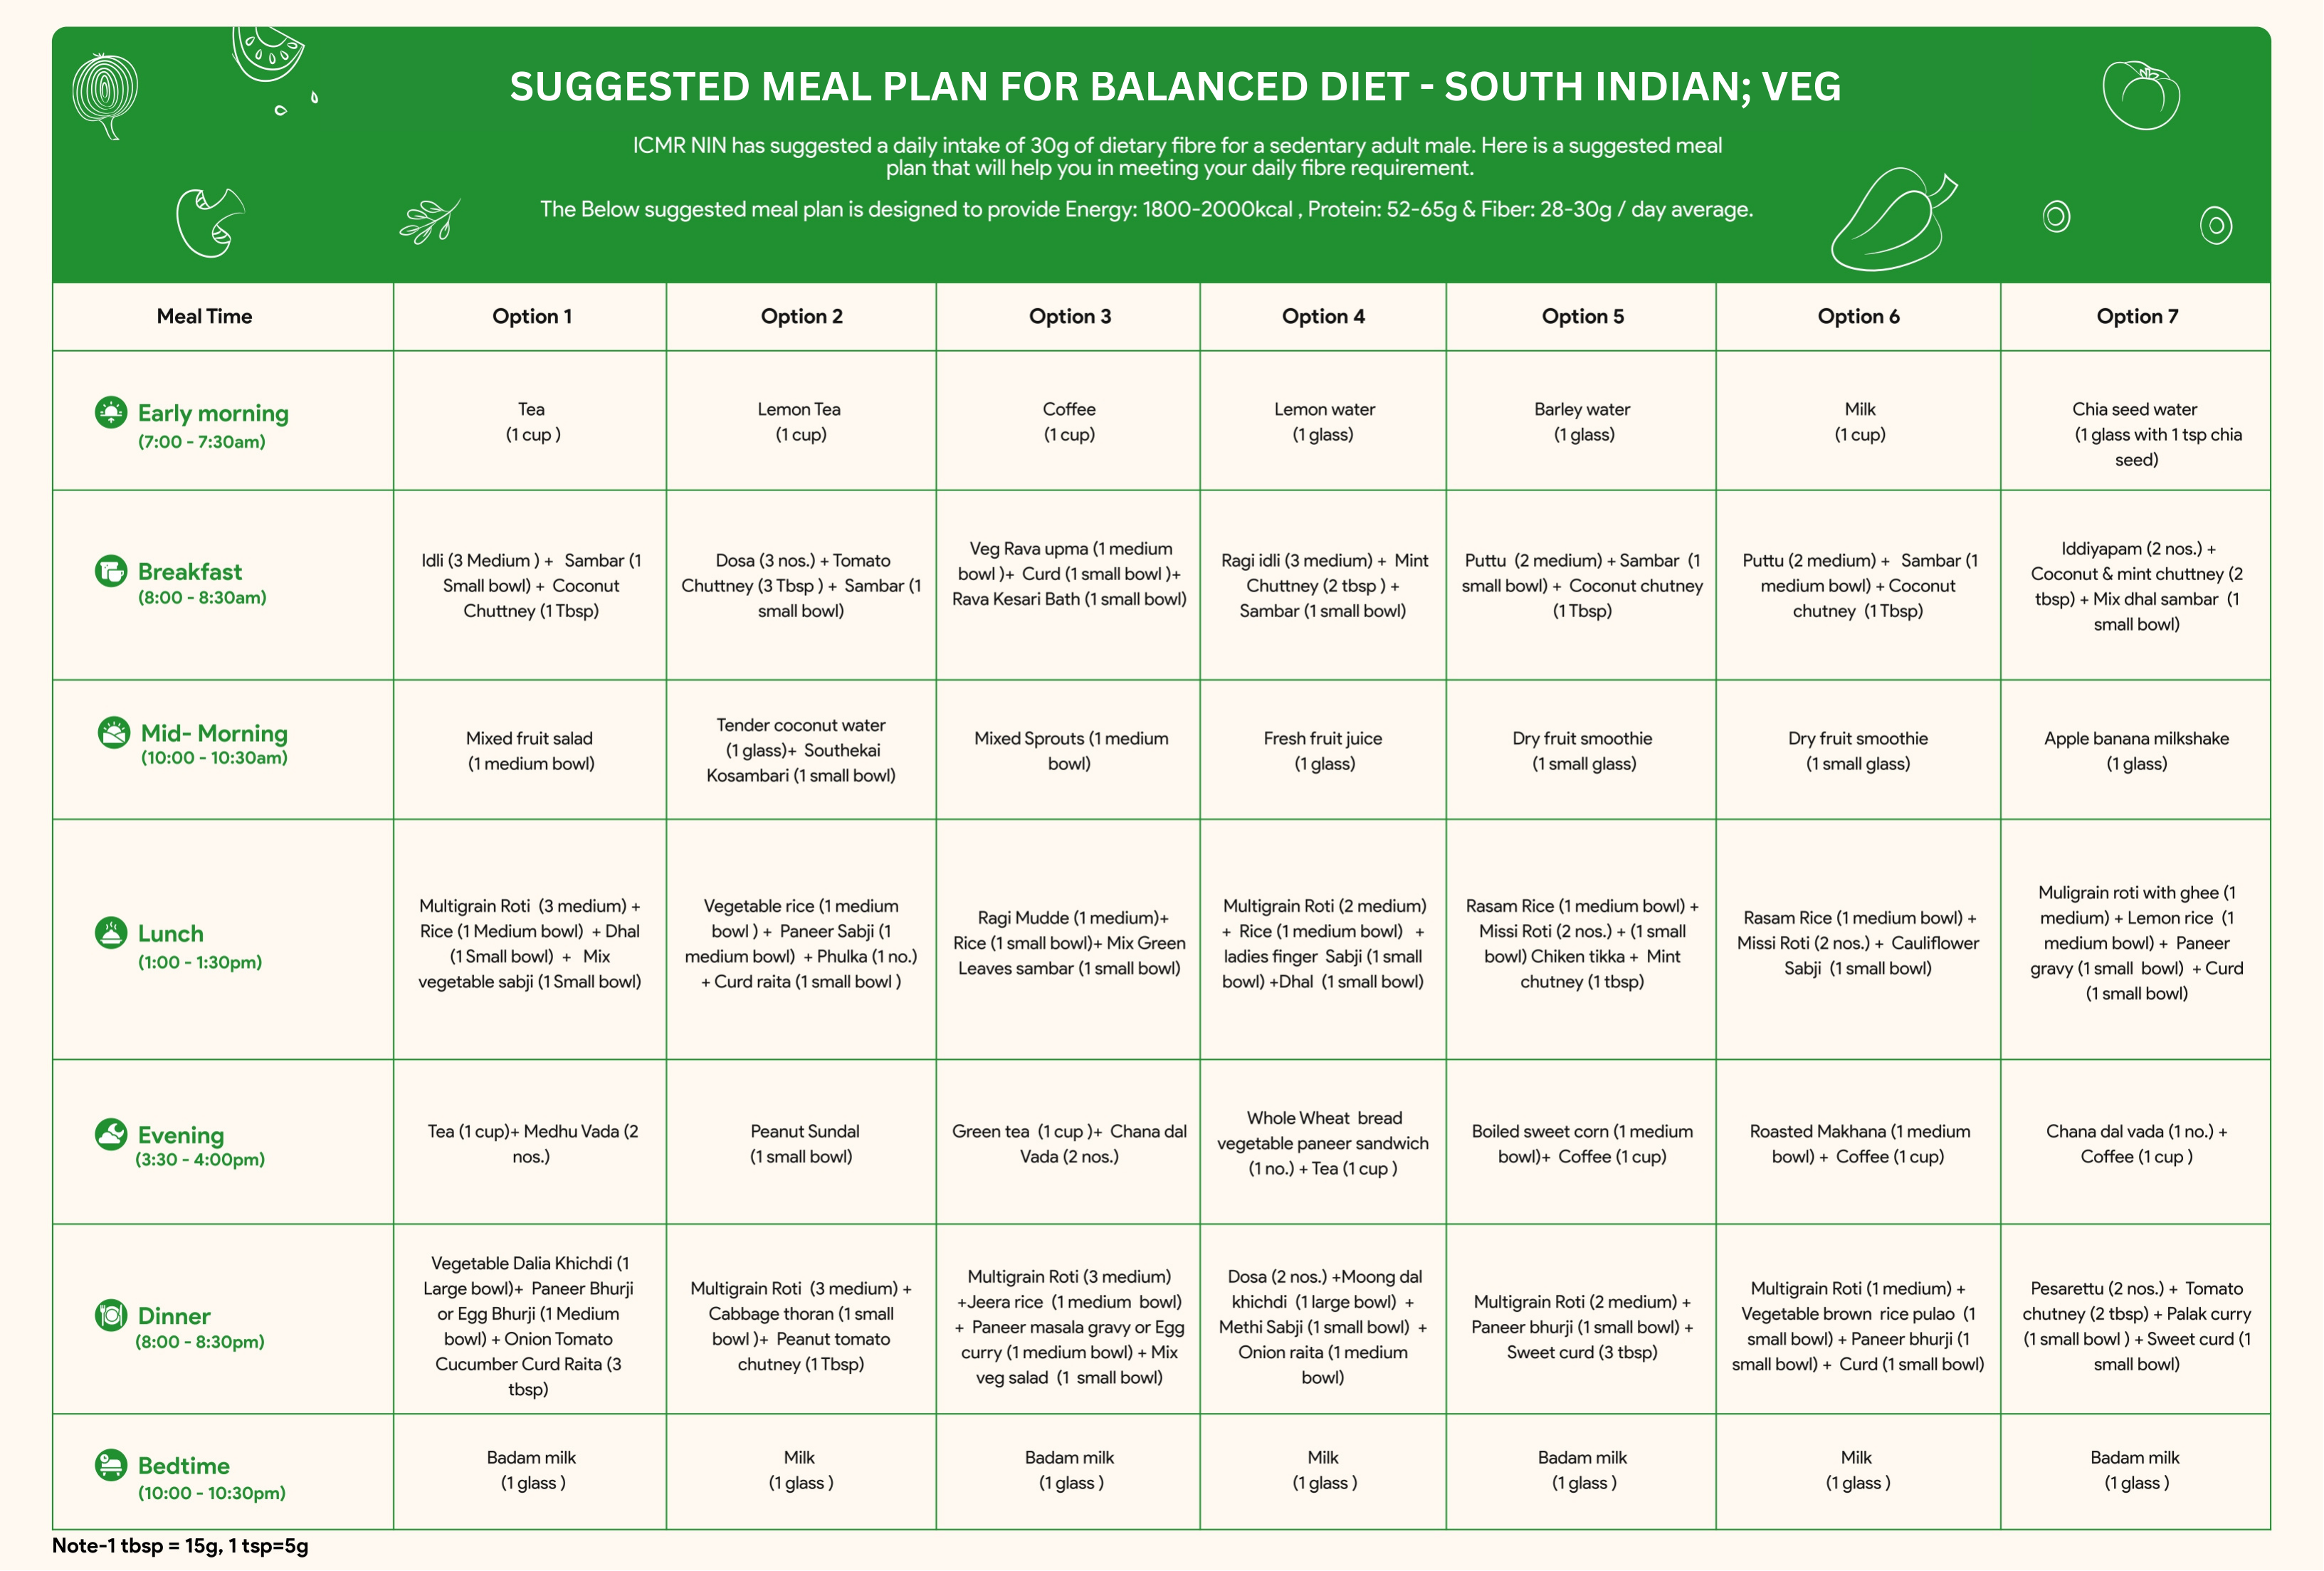 SUGGESTED MEAL PLAN FOR BALANCED DIET - SOUTH INDIAN; VEG
ICMR NIN has suggested a daily intake of 30g of dietary fibre for a sedentary adult male. Here is a suggested meal
plan that will help you in meeting your daily fibre requirement.
The Below suggested meal plan is designed to provide Energy: 1800-2000kcal , Protein: 52-65g & Fiber: 28-30g / day average.
Meal Time
Option 1
Option 2
Option 3
Option 4
Option 5
Option 6
Option 7
Early morning
(7:00 - 7:30am)
Tea
(1 cup )
Lemon Tea
(1 cup)
Coffee
(1 cup)
Lemon water
(1 glass)
Barley water
(1 glass)
Milk
(1 cup)
Chia seed water
(1 glass with 1 tsp chia
seed)
Breakfast
(8:00 - 8:30am)
Idli (3 Medium ) + Sambar (1
Small bowl) + Coconut
Chuttney (1 Tbsp)
Dosa (3 nos.) + Tomato
Chuttney (3 Tbsp ) + Sambar (1
small bowl)
Veg Rava upma (1 medium
bowl )+ Curd (1 small bowl )+
Rava Kesari Bath (1 small bowl)
Ragi idli (3 medium) + Mint
Chuttney (2 tbsp ) +
Sambar (1 small bowl)
Puttu (2 medium) + Sambar (1
small bowl) + Coconut chutney
(1 Tbsp)
Puttu (2 medium) + Sambar (1
medium bowl) + Coconut
chutney (1 Tbsp)
Iddiyapam (2 nos.) +
Coconut & mint chuttney (2
tbsp) + Mix dhal sambar (1
small bowl)
Mid- Morning
(10:00 - 10:30am)
Mixed fruit salad
(1 medium bowl)
Tender coconut water
(1 glass)+ Southekai
Kosambari (1 small bowl)
Mixed Sprouts (1 medium
bowl)
Fresh fruit juice
(1 glass)
Dry fruit smoothie
(1 small glass)
Dry fruit smoothie
(1 small glass)
Apple banana milkshake
(1 glass)
Lunch
(1:00 - 1:30pm)
Multigrain Roti (3 medium) +
Rice (1 Medium bowl) + Dhal
(1 Small bowl) + Mix
vegetable sabji (1 Small bowl)
Vegetable rice (1 medium
bowl ) + Paneer Sabji (1
medium bowl) + Phulka (1 no.)
+ Curd raita (1 small bowl )
Ragi Mudde (1 medium)+
Rice (1 small bowl)+ Mix Green
Leaves sambar (1 small bowl)
Multigrain Roti (2 medium)
+ Rice (1 medium bowl) +
ladies finger Sabji (1 small
bowl) +Dhal (1 small bowl)
Rasam Rice (1 medium bowl) +
Missi Roti (2 nos.) + (1 small
bowl) Chiken tikka + Mint
chutney (1 tbsp)
Rasam Rice (1 medium bowl) +
Missi Roti (2 nos.) + Cauliflower
Sabji (1 small bowl)
Muligrain roti with ghee (1
medium) + Lemon rice (1
medium bowl) + Paneer
gravy (1 small bowl) + Curd
(1 small bowl)
Evening
(3:30 - 4:00pm)
Tea (1 cup)+ Medhu Vada (2
nos.)
Peanut Sundal
(1 small bowl)
Green tea (1 cup )+ Chana dal
Vada (2 nos.)
Whole Wheat bread
vegetable paneer sandwich
(1 no.) + Tea (1 cup )
Boiled sweet corn (1 medium
bowl)+ Coffee (1 cup)
Roasted Makhana (1 medium
bowl) + Coffee (1 cup)
Chana dal vada (1 no.) +
Coffee (1 cup )
Dinner
(8:00 - 8:30pm)
Vegetable Dalia Khichdi (1
Large bowl)+ Paneer Bhurji
or Egg Bhurji (1 Medium
bowl) + Onion Tomato
Cucumber Curd Raita (3
tbsp)
Multigrain Roti (3 medium) +
Cabbage thoran (1 small
bowl )+ Peanut tomato
chutney (1 Tbsp)
Multigrain Roti (3 medium)
+Jeera rice (1 medium bowl)
+ Paneer masala gravy or Egg
curry (1 medium bowl) + Mix
veg salad (1 small bowl)
Dosa (2 nos.) +Moong dal
khichdi (1 large bowl) +
Methi Sabji (1 small bowl) +
Onion raita (1 medium
bowl)
Multigrain Roti (2 medium) +
Paneer bhurji (1 small bowl) +
Sweet curd (3 tbsp)
Multigrain Roti (1 medium) +
Vegetable brown rice pulao (1
small bowl) + Paneer bhurji (1
small bowl) + Curd (1 small bowl)
Pesarettu (2 nos.) + Tomato
chutney (2 tbsp) + Palak curry
(1 small bowl ) + Sweet curd (1
small bowl)
Bedtime
(10:00 - 10:30pm)
Badam milk
(1 glass )
Milk
(1 glass )
Badam milk
(1 glass )
Milk
(1 glass )
Badam milk
(1 glass )
Milk
(1 glass )
Badam milk
(1 glass )
Note-1 tbsp = 15g, 1 tsp=5g